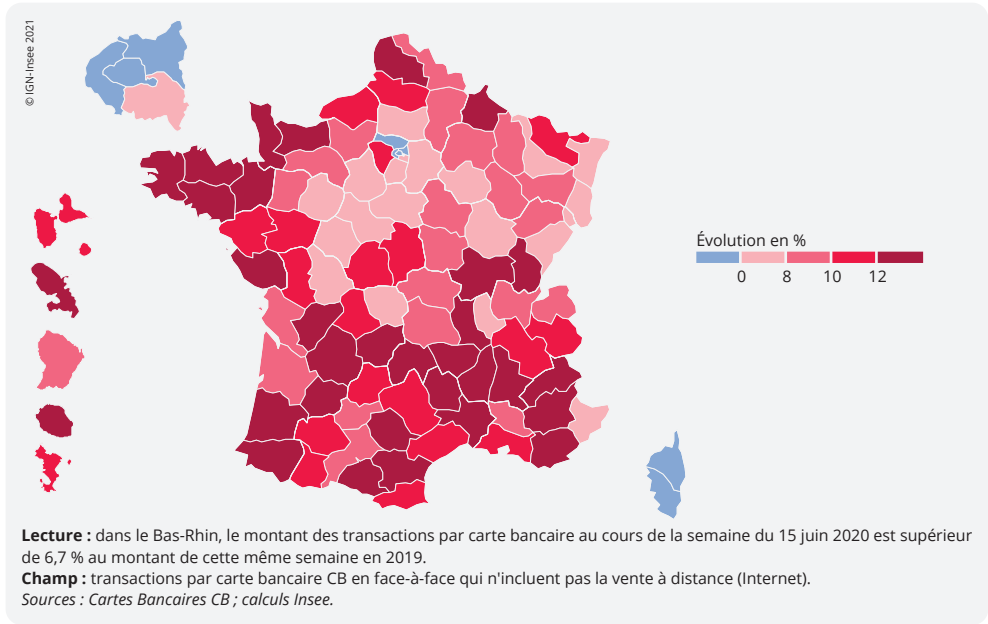 © IGN-Insee 2021
Évolution en %
0 8 10 12
Lecture : dans le Bas-Rhin, le montant des transactions par carte bancaire au cours de la semaine du 15 juin 2020 est supérieur
de 6,7 % au montant de cette même semaine en 2019.
Champ : transactions par carte bancaire CB en face-à-face qui n'incluent pas la vente à distance (Internet).
Sources : Cartes Bancaires CB ; calculs Insee.